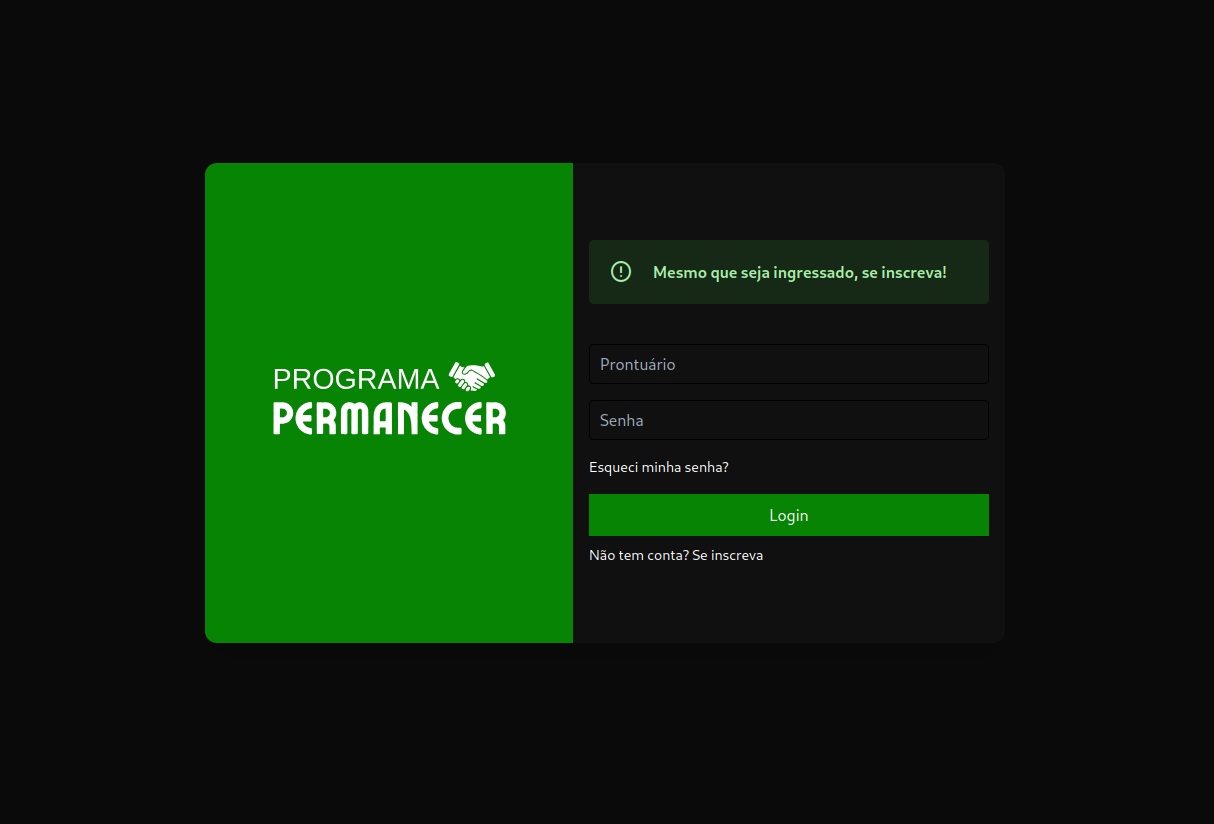 PROGRAMA
PERMANECER
Mesmo que seja ingressado, se inscreva!
Prontuário
Senha
Esqueci minha senha?
Login
Não tem conta? Se inscreva